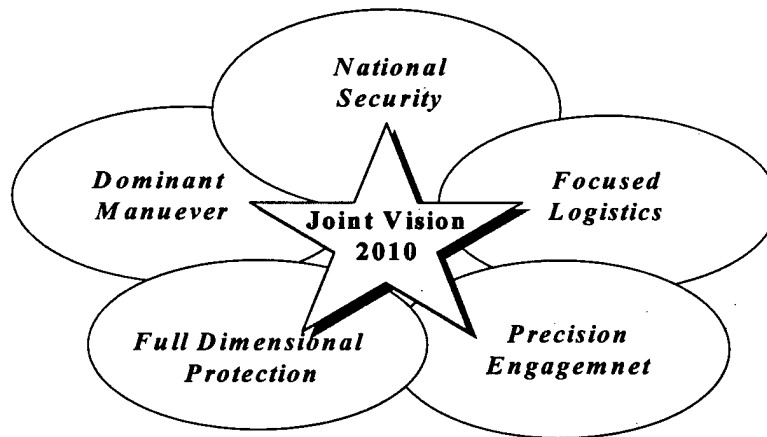 National
Security
Dominant
Manuever
Focused
Logistics
Joint Vision
2010
Full Dimensional
Protection
Precision
Engagemnet